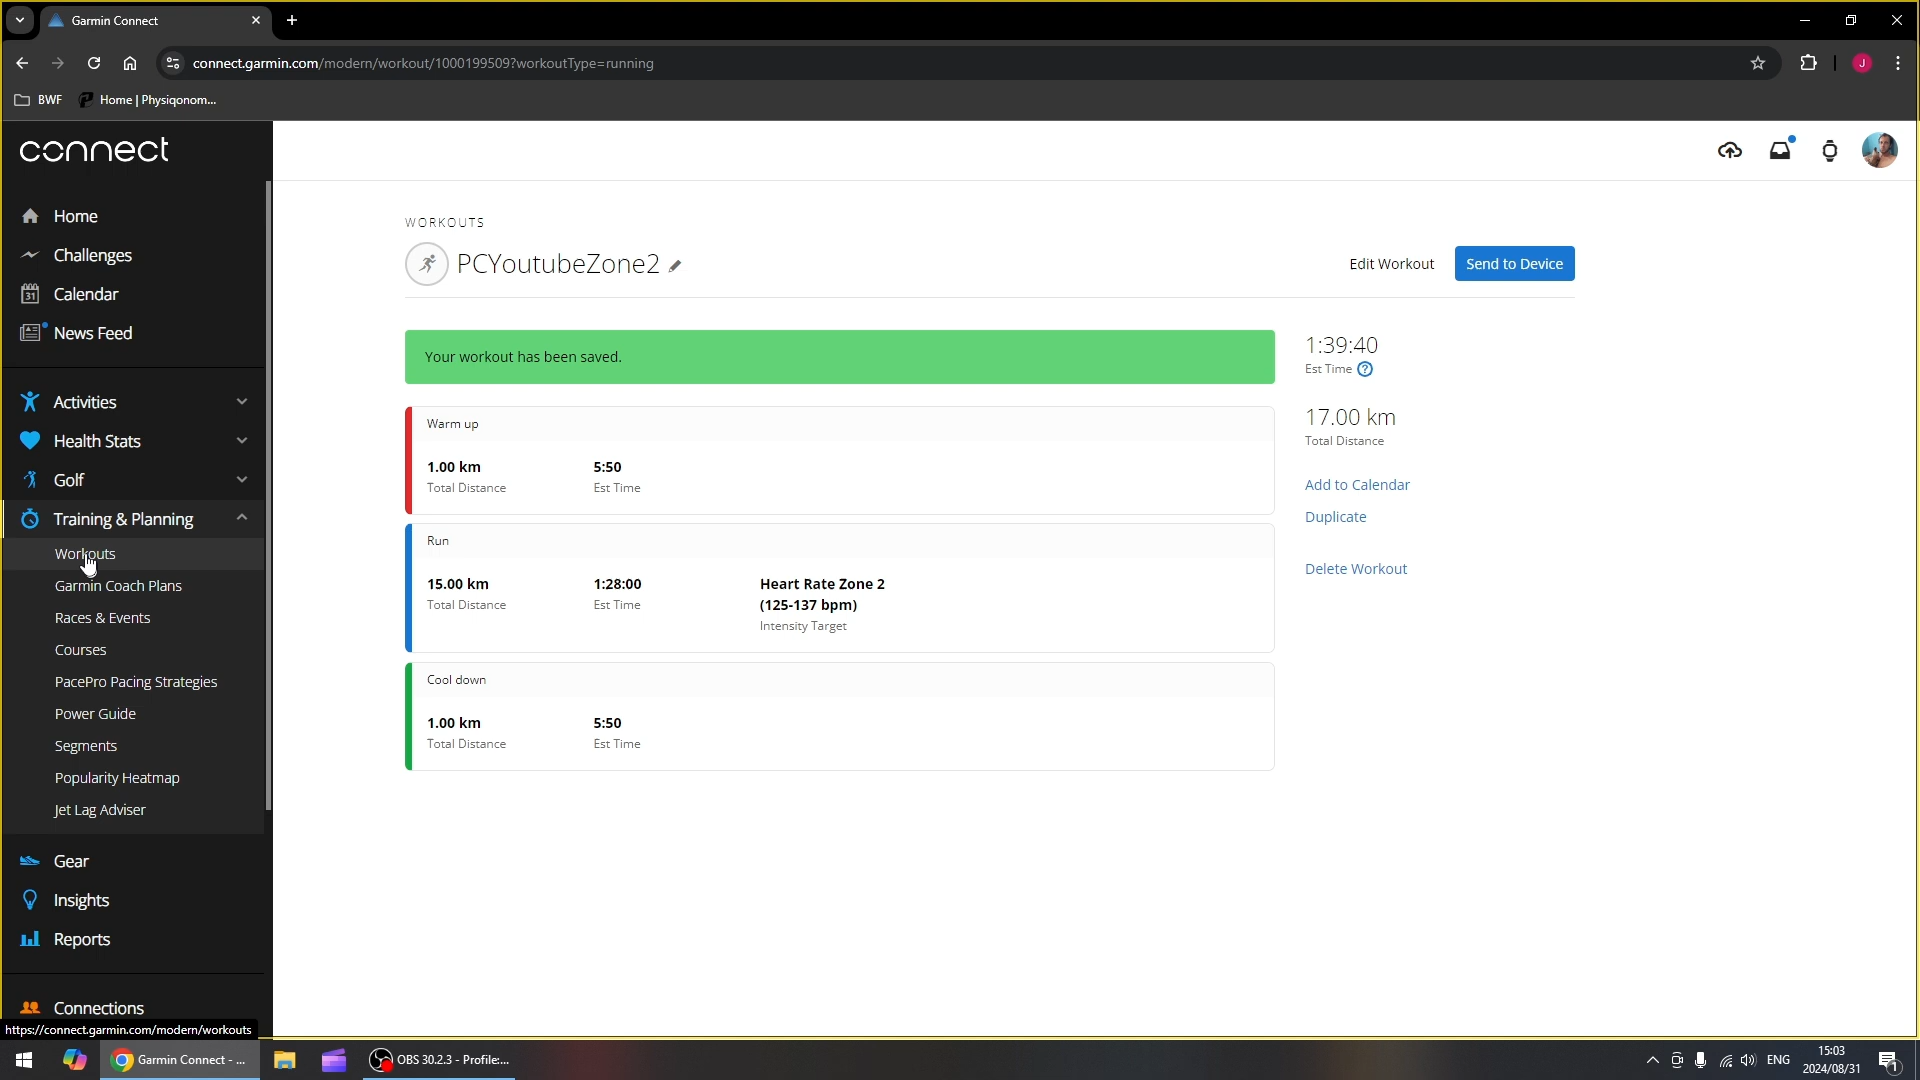 Garmin Connect
connect.garmin.com/modern/workout/1000199509?workoutType=running
J
BWF
Home | Physiqonom...
connect
Home
Challenges
31
Calendar
News Feed
Activities
Health Stats
Golf
Training & Planning
Workouts
Garmin Coach Plans
Races & Events
Courses
PacePro Pacing Strategies
Power Guide
Segments
Popularity Heatmap
Jet Lag Adviser
Gear
Insights
Reports
Connections
https://connect.garmin.com/modern/workouts
WORKOUTS
PCYoutubeZone2
Edit Workout
Send to Device
Your workout has been saved.
Warm up
1.00 km
5:50
Total Distance
Est Time
Run
15.00 km
1:28:00
Heart Rate Zone 2
(125-137 bpm)
Total Distance
Est Time
Intensity Target
Cool down
1.00 km
5:50
Total Distance
Est Time
1:39:40
Est Time ?
17.00 km
Total Distance
Add to Calendar
Duplicate
Delete Workout
Garmin Connect - ...
OBS 30.2.3 - Profile:...
ENG
15:03
2024/08/31
1